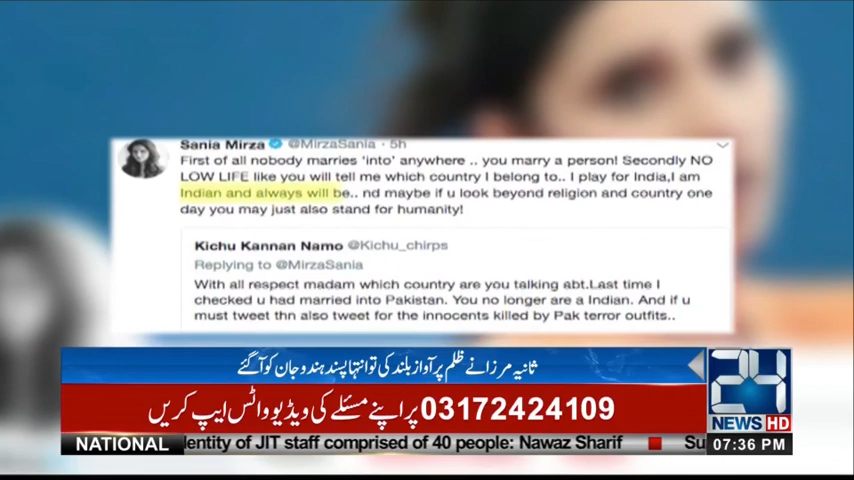 Sania Mirza @MirzaSania · 5h
First of all nobody marries 'into' anywhere .. you marry a person! Secondly NO
LOW LIFE like you will tell me which country I belong to.. I play for India,I am
Indian and always will be.. nd maybe if u look beyond religion and country one
day you may just also stand for humanity!
Kichu Kannan Namo @Kichu_chirps
Replying to @MirzaSania
With all respect madam which country are you talking abt.Last time I
checked u had married into Pakistan. You no longer are a Indian. And if u
must tweet thn also tweet for the innocents killed by Pak terror outfits..
ثانیہ مرزا نے ظلم پر آواز بلند کی تو انتہا پسند ہندو جان کو آ گئے
03172424109 پر اپنے مسئلے کی ویڈیو واٹس ایپ کریں
24
NEWS HD
NATIONAL dentity of JIT staff comprised of 40 people: Nawaz Sharif Su
07:36 PM